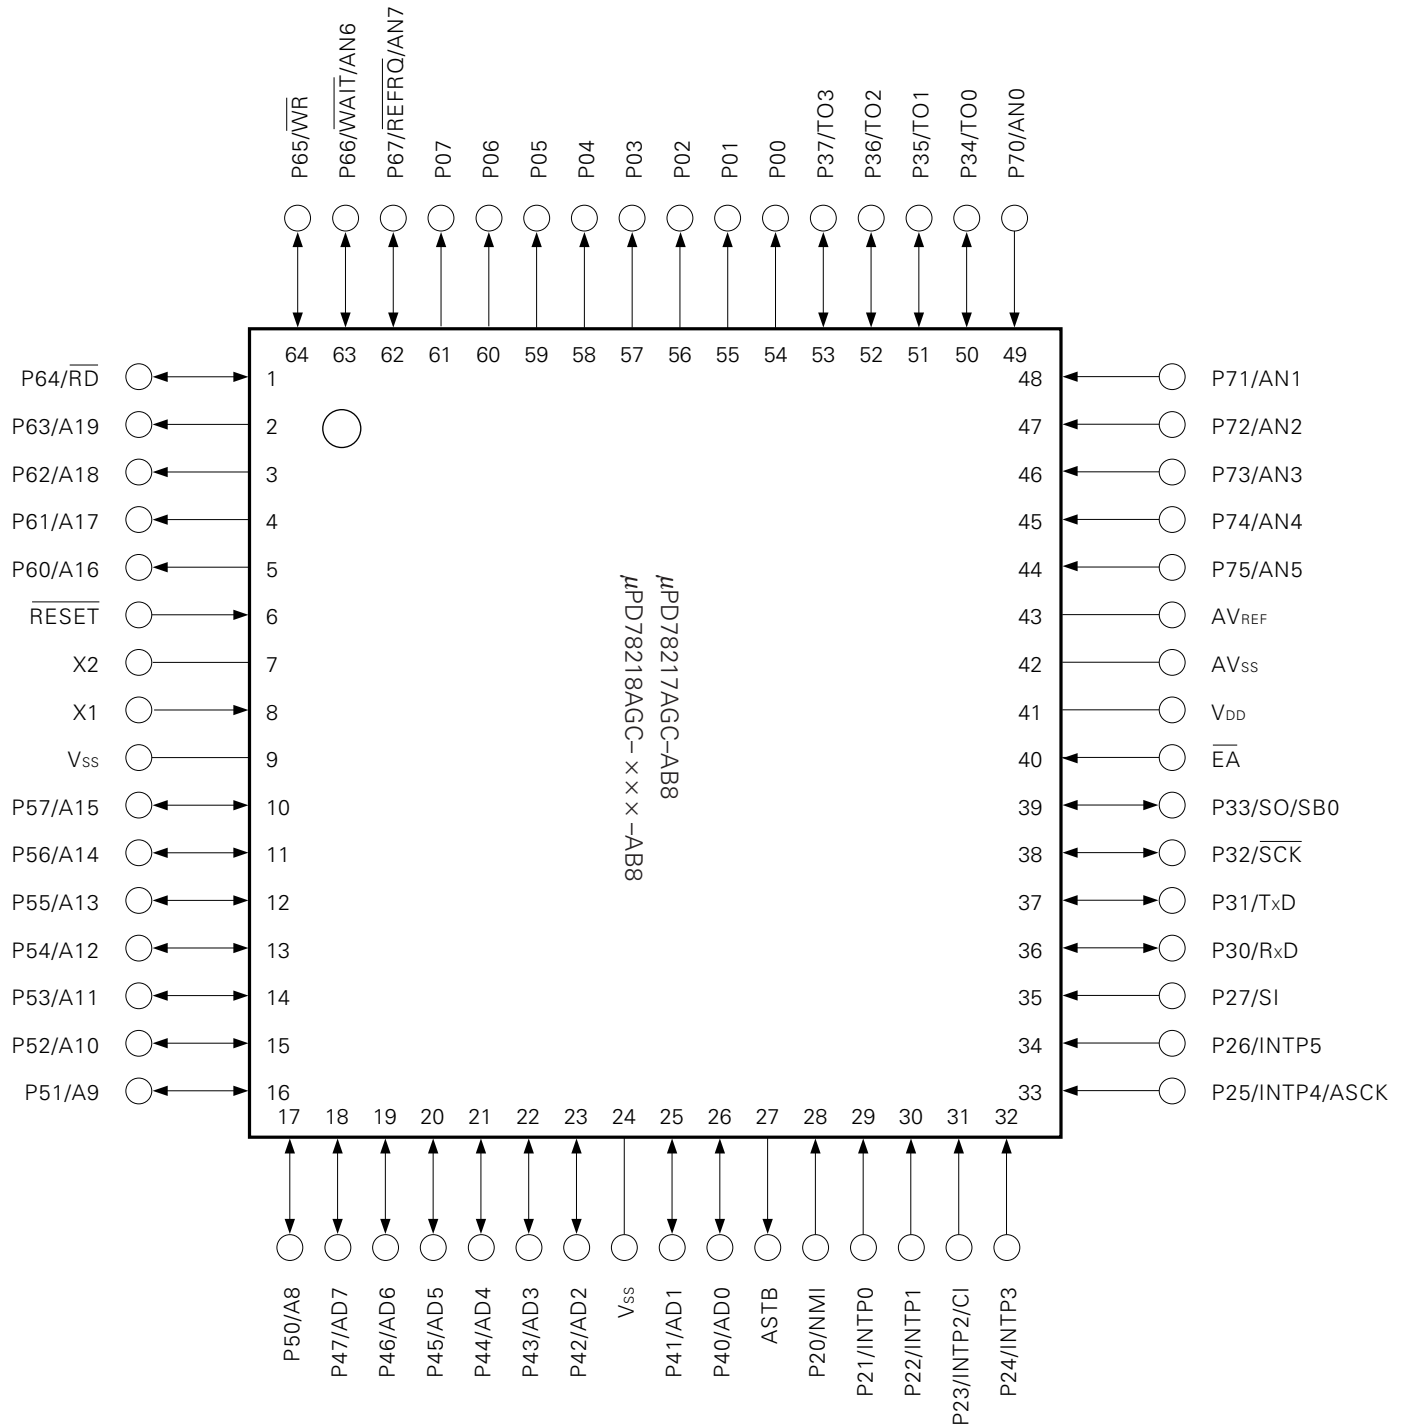 P65/WR
P66/WAIT/AN6
P67/REFRQ/AN7
P07
P06
P05
P04
P03
P02
P01
P00
P37/TO3
P36/TO2
P35/TO1
P34/TO0
P70/AN0
64 63 62 61 60 59 58 57 56 55 54 53 52 51 50 49
P64/RD 1 48 P71/AN1
P63/A19 2 47 P72/AN2
P62/A18 3 46 P73/AN3
P61/A17 4 45 P74/AN4
P60/A16 5 44 P75/AN5
RESET 6 43 AVREF
X2 7 42 AVSS
X1 8 41 VDD
VSS 9 40 EA
P57/A15 10 39 P33/SO/SB0
P56/A14 11 38 P32/SCK
P55/A13 12 37 P31/TxD
P54/A12 13 36 P30/RxD
P53/A11 14 35 P27/SI
P52/A10 15 34 P26/INTP5
P51/A9 16 33 P25/INTP4/ASCK
μPD78217AGC–AB8
μPD78218AGC–×××–AB8
17 18 19 20 21 22 23 24 25 26 27 28 29 30 31 32
P50/A8
P47/AD7
P46/AD6
P45/AD5
P44/AD4
P43/AD3
P42/AD2
VSS
P41/AD1
P40/AD0
ASTB
P20/NMI
P21/INTP0
P22/INTP1
P23/INTP2/CI
P24/INTP3